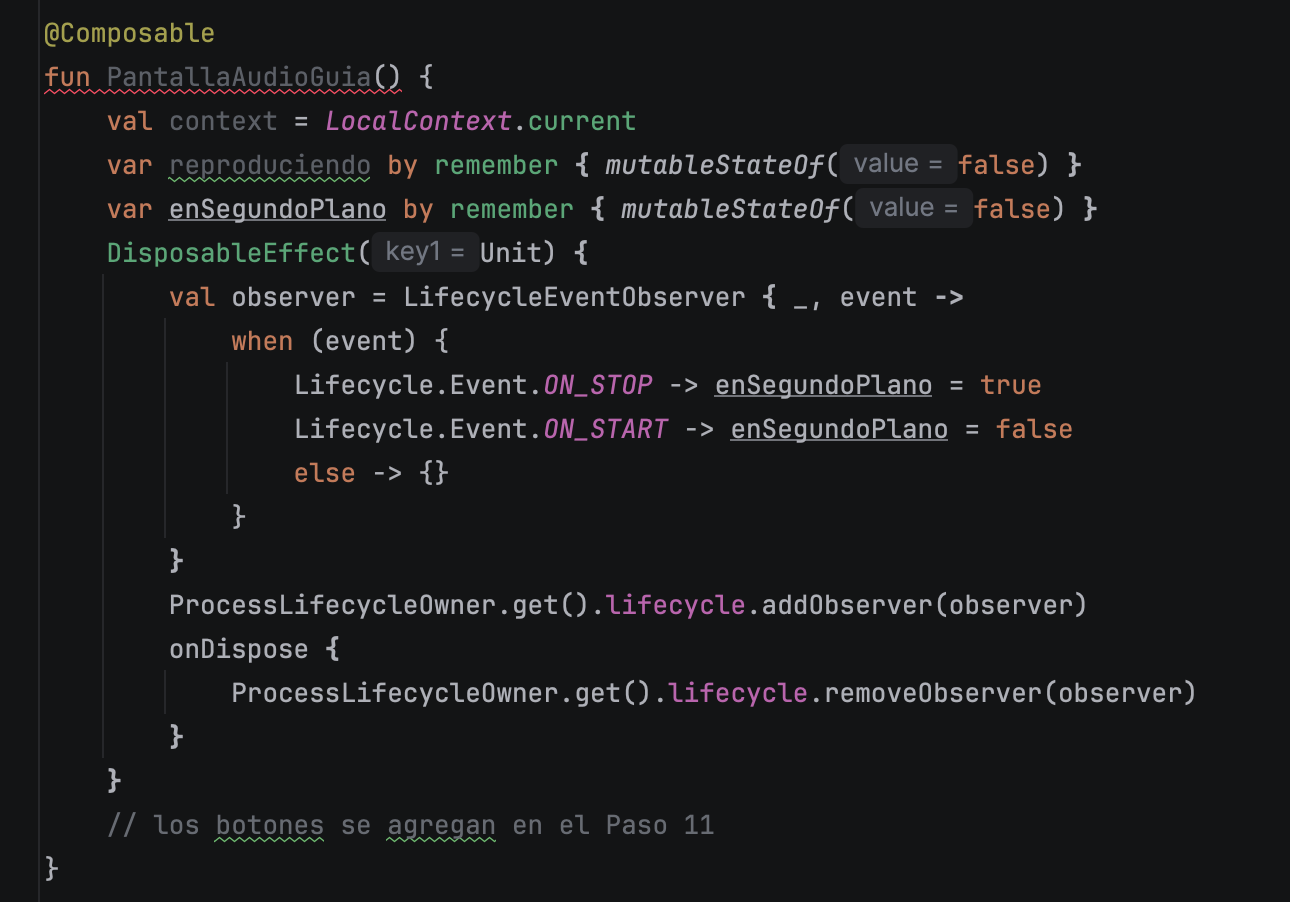 @Composable
fun PantallaAudioGuia() {
    val context = LocalContext.current
    var reproduciendo by remember { mutableStateOf( value = false) }
    var enSegundoPlano by remember { mutableStateOf( value = false) }
    DisposableEffect( key1 = Unit) {
        val observer = LifecycleEventObserver { _, event ->
            when (event) {
                Lifecycle.Event.ON_STOP -> enSegundoPlano = true
                Lifecycle.Event.ON_START -> enSegundoPlano = false
                else -> {}
            }
        }
        ProcessLifecycleOwner.get().lifecycle.addObserver(observer)
        onDispose {
            ProcessLifecycleOwner.get().lifecycle.removeObserver(observer)
        }
    }
    // los botones se agregan en el Paso 11
}